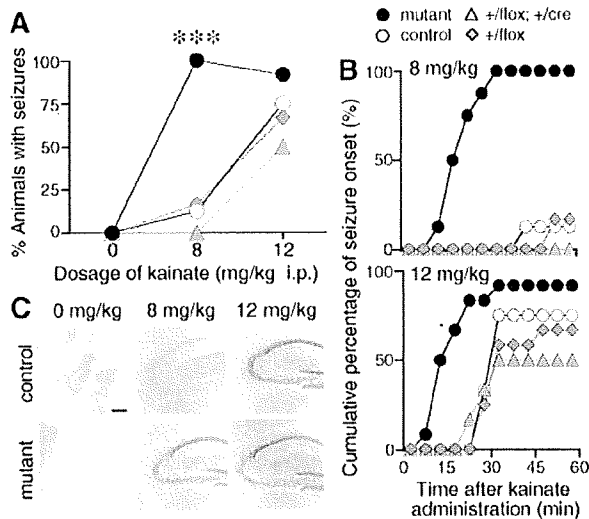 ● mutant △ +/flox; +/cre
○ control ◇ +/flox
A
***
% Animals with seizures
100
75
50
25
0
0 8 12
Dosage of kainate (mg/kg i.p.)
B
8 mg/kg
100
50
0
12 mg/kg
100
50
0
0 15 30 45 60
Cumulative percentage of seizure onset (%)
Time after kainate
administration (min)
C
0 mg/kg 8 mg/kg 12 mg/kg
control
mutant